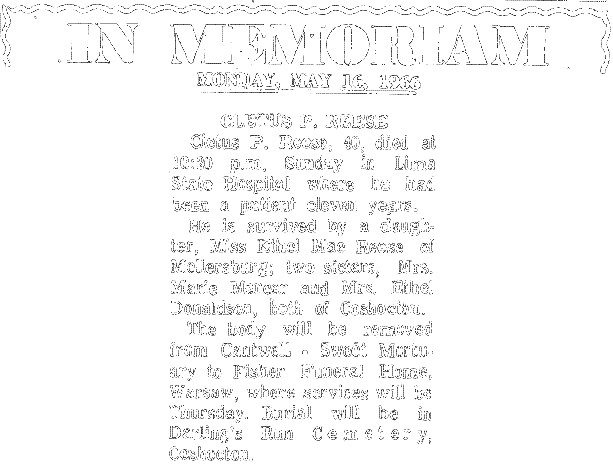 IN MEMORIAM
MONDAY, MAY 16, 1966
CLETUS P. REESE
Cletus P. Reese, 40, died at
10:30 p.m. Sunday in Lima
State Hospital where he had
been a patient eleven years.
He is survived by a daugh-
ter, Miss Ethel Mae Reese of
Mellersburg; two sisters, Mrs.
Marie Mercer and Mrs. Ethel
Donaldson, both of Coshocton.
The body will be removed
from Cantwell - Swoff Mortu-
ary to Fisher Funeral Home,
Warsaw, where services will be
Thursday. Burial will be in
Darling's Run Cemetery,
Coshocton.